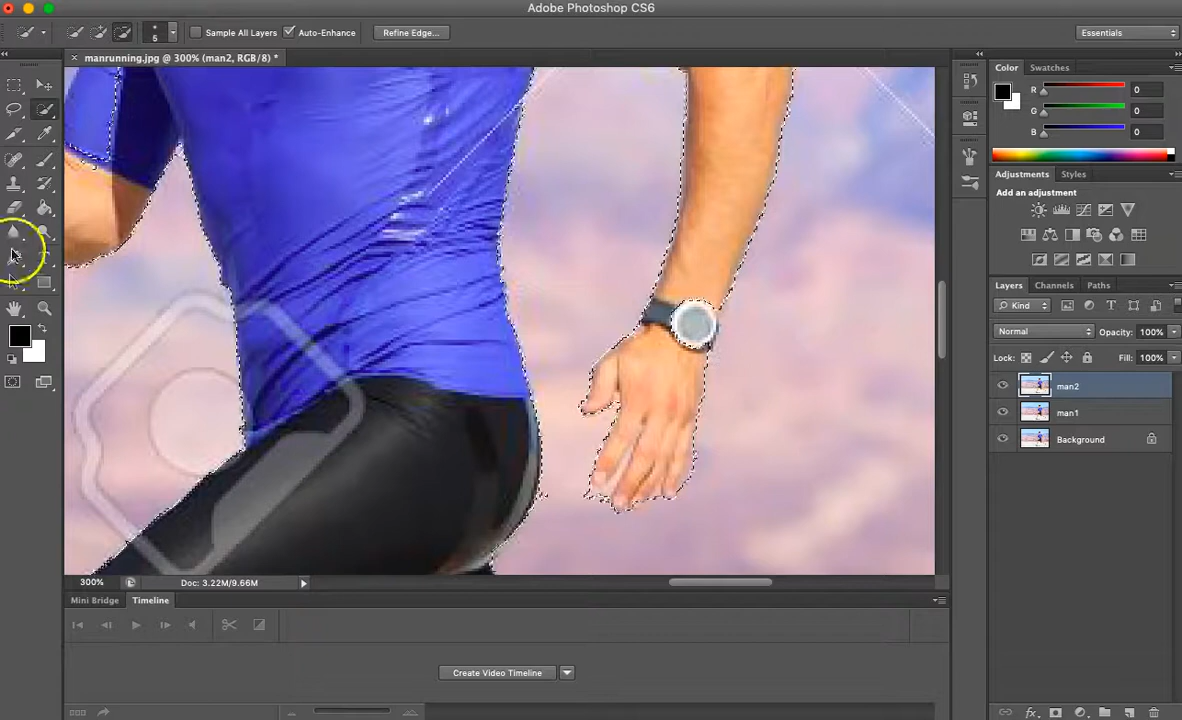 Adobe Photoshop CS6
5
Sample All Layers
Auto-Enhance
Refine Edge...
Essentials
manrunning.jpg @ 300% (man2, RGB/8) *
Color
Swatches
R
0
G
0
B
0
Adjustments
Styles
Add an adjustment
Layers
Channels
Paths
Kind
Normal
Opacity: 100%
Lock:
Fill: 100%
man2
man1
Background
300%
Doc: 3.22M/9.66M
Mini Bridge
Timeline
Create Video Timeline
fx